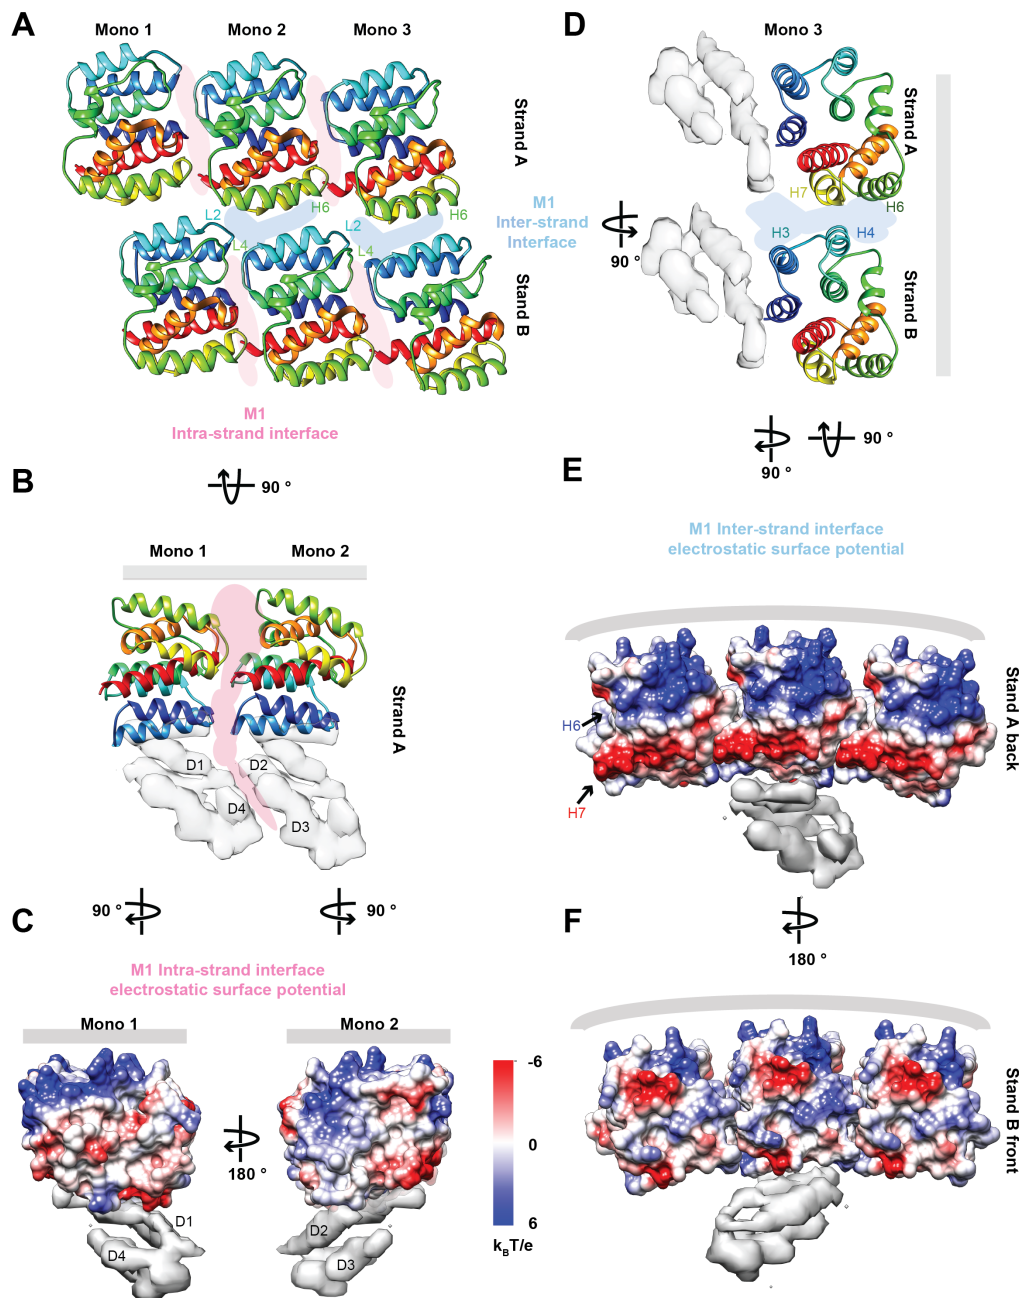 A
Mono 1
Mono 2
Mono 3
Strand A
L2
H6
L2
H6
L4
L4
Stand B
M1
Inter-strand
Interface
M1
Intra-strand interface
90 °
D
Mono 3
Strand A
H7
H6
H3
H4
Strand B
90 °
90 °
90 °
B
Mono 1
Mono 2
Strand A
D1
D2
D4
D3
90 °
90 °
C
M1 Intra-strand interface
electrostatic surface potential
Mono 1
Mono 2
180 °
D1
D4
D2
D3
-6
0
6
kBT/e
E
M1 Inter-strand interface
electrostatic surface potential
H6
H7
Stand A back
180 °
F
Stand B front